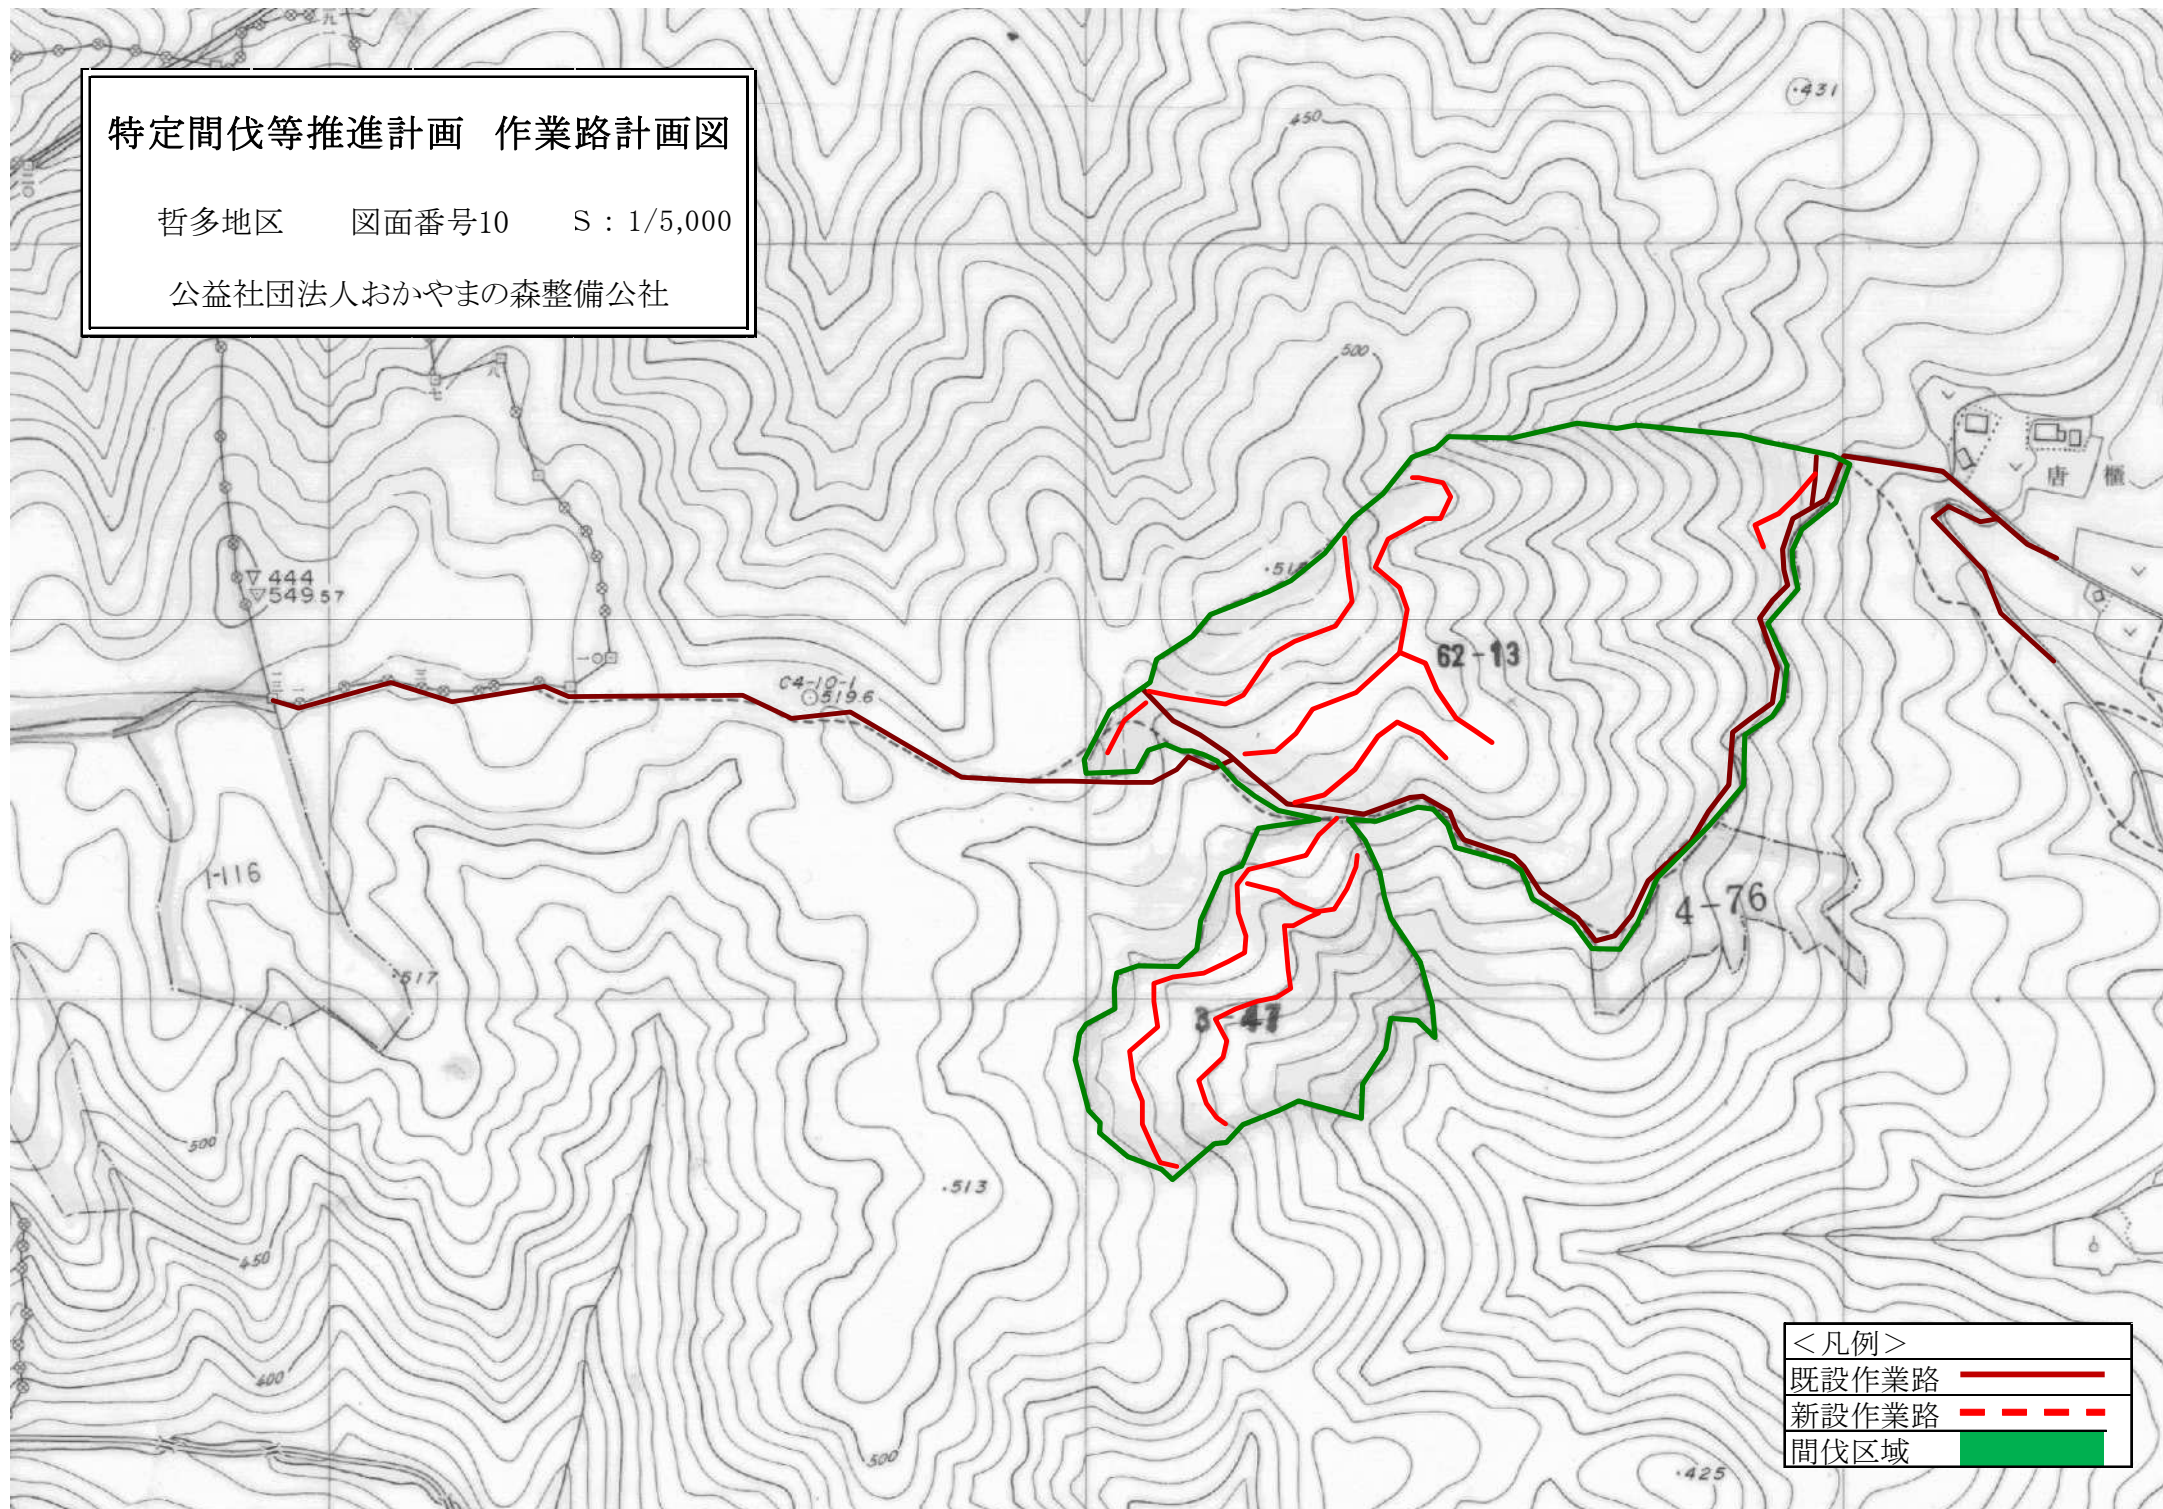 特定間伐等推進計画 作業路計画図
哲多地区 図面番号10 S : 1/5,000
公益社団法人おかやまの森整備公社
・431
450
500
唐 櫃
444
549.57
C4-10-1
519.6
62-13
1-116
4-76
・517
3-47
500
・513
450
400
500
・425
＜凡例＞
既設作業路
新設作業路
間伐区域